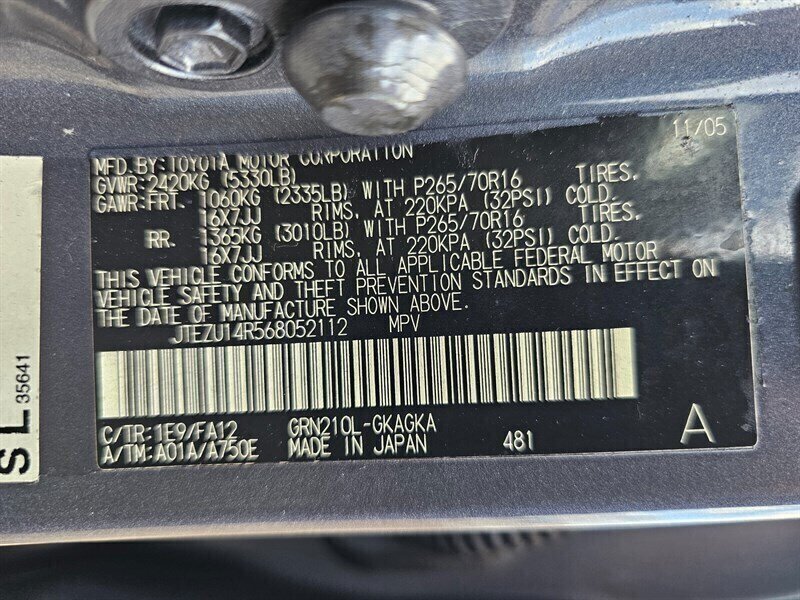 11/05
MFD. BY: TOYOTA MOTOR CORPORATION
GVWR: 2420KG (5330LB)
GAWR: FRT. 1060KG (2335LB) WITH P265/70R16 TIRES.
16X7JJ RIMS, AT 220KPA (32PSI) COLD.
RR. 1365KG (3010LB) WITH P265/70R16 TIRES.
16X7JJ RIMS, AT 220KPA (32PSI) COLD.
THIS VEHICLE CONFORMS TO ALL APPLICABLE FEDERAL MOTOR
VEHICLE SAFETY AND THEFT PREVENTION STANDARDS IN EFFECT ON
THE DATE OF MANUFACTURE SHOWN ABOVE.
JTEZU14R568052112 MPV
C/TR: 1E9/FA12 GRN210L-GKAGKA
A/TM: A01A/A750E MADE IN JAPAN 481 A
SL
35641